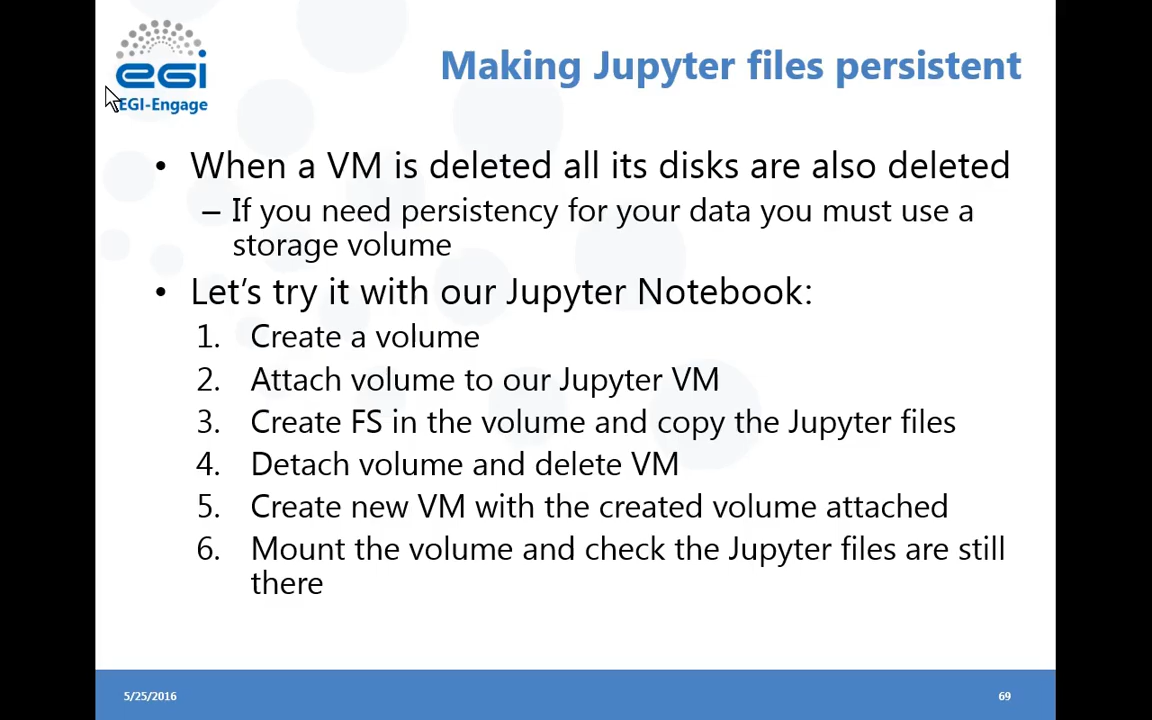 eGI
EGI-Engage
Making Jupyter files persistent
• When a VM is deleted all its disks are also deleted
– If you need persistency for your data you must use a
storage volume
• Let’s try it with our Jupyter Notebook:
1. Create a volume
2. Attach volume to our Jupyter VM
3. Create FS in the volume and copy the Jupyter files
4. Detach volume and delete VM
5. Create new VM with the created volume attached
6. Mount the volume and check the Jupyter files are still
there
5/25/2016
69